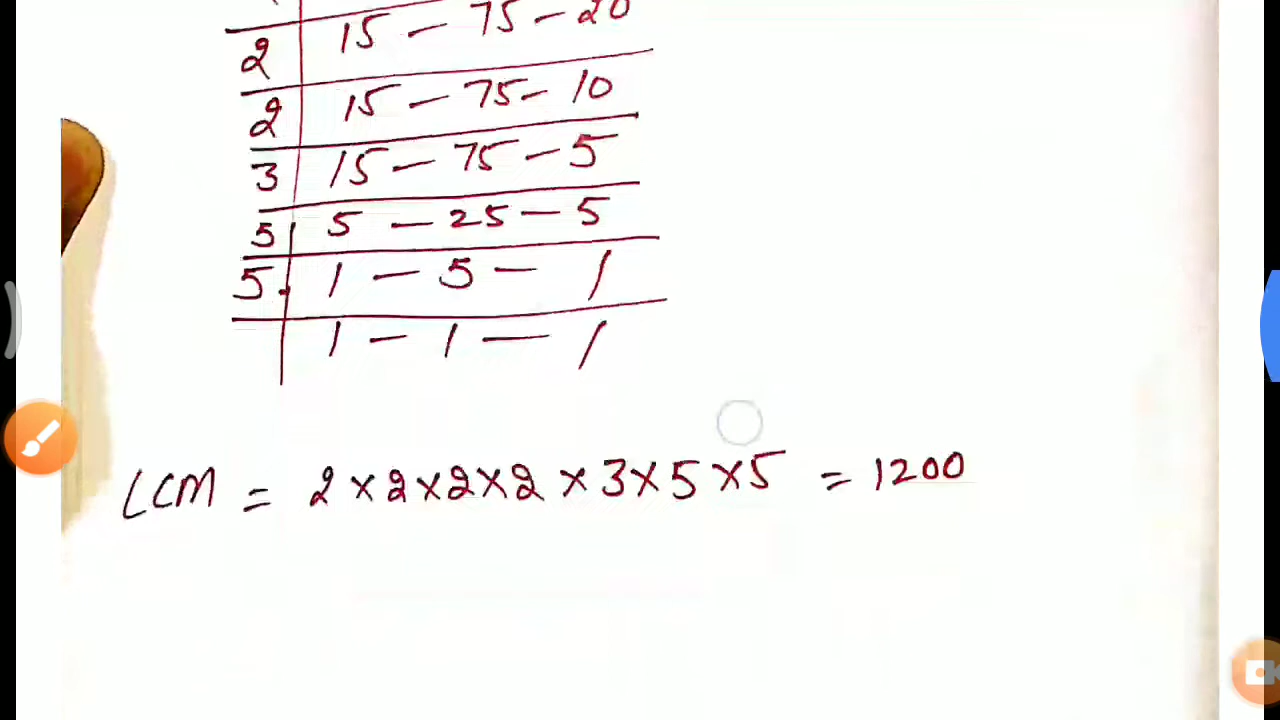 2 | 15 – 75 – 20
2 | 15 – 75 – 10
3 | 15 – 75 – 5
5 | 5 – 25 – 5
5. | 1 – 5 – 1
1 – 1 – 1
LCM = 2 × 2 × 2 × 2 × 3 × 5 × 5 = 1200